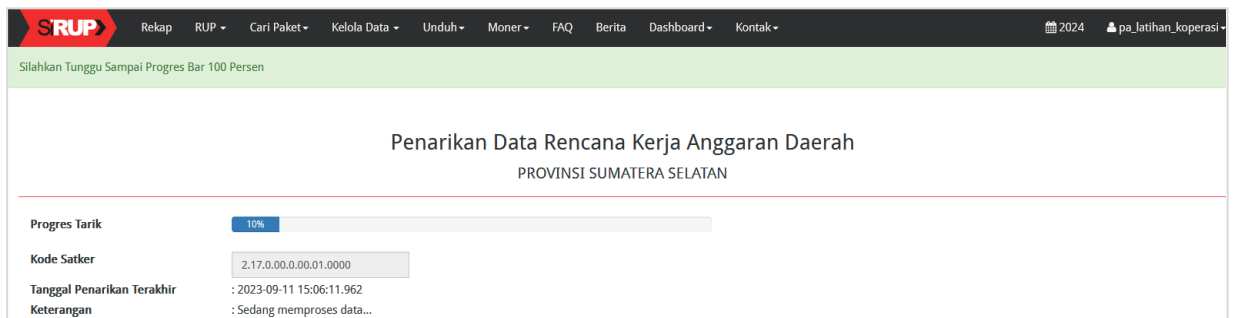 SiRUP Rekap RUP Cari Paket Kelola Data Unduh Moner FAQ Berita Dashboard Kontak 2024 pa_latihan_koperasi
Silahkan Tunggu Sampai Progres Bar 100 Persen
Penarikan Data Rencana Kerja Anggaran Daerah
PROVINSI SUMATERA SELATAN
Progres Tarik 10%
Kode Satker 2.17.0.00.0.00.01.0000
Tanggal Penarikan Terakhir : 2023-09-11 15:06:11.962
Keterangan : Sedang memproses data...